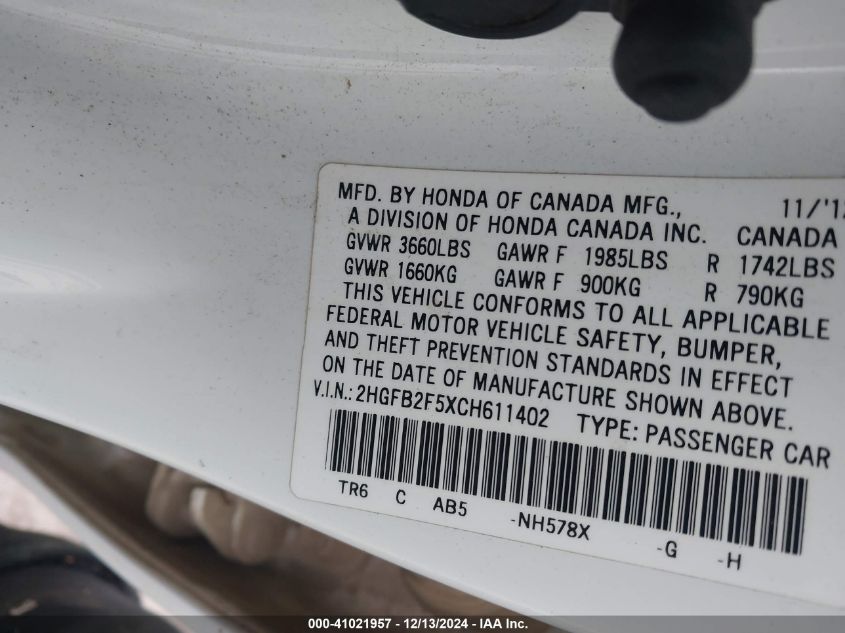 MFD. BY HONDA OF CANADA MFG., 11/'12
A DIVISION OF HONDA CANADA INC. CANADA
GVWR 3660LBS GAWR F 1985LBS R 1742LBS
GVWR 1660KG GAWR F 900KG R 790KG
THIS VEHICLE CONFORMS TO ALL APPLICABLE
FEDERAL MOTOR VEHICLE SAFETY, BUMPER,
AND THEFT PREVENTION STANDARDS IN EFFECT
ON THE DATE OF MANUFACTURE SHOWN ABOVE.
V.I.N.: 2HGFB2F5XCH611402 TYPE: PASSENGER CAR
TR6 C AB5 -NH578X -G -H
000-41021957 - 12/13/2024 - IAA Inc.